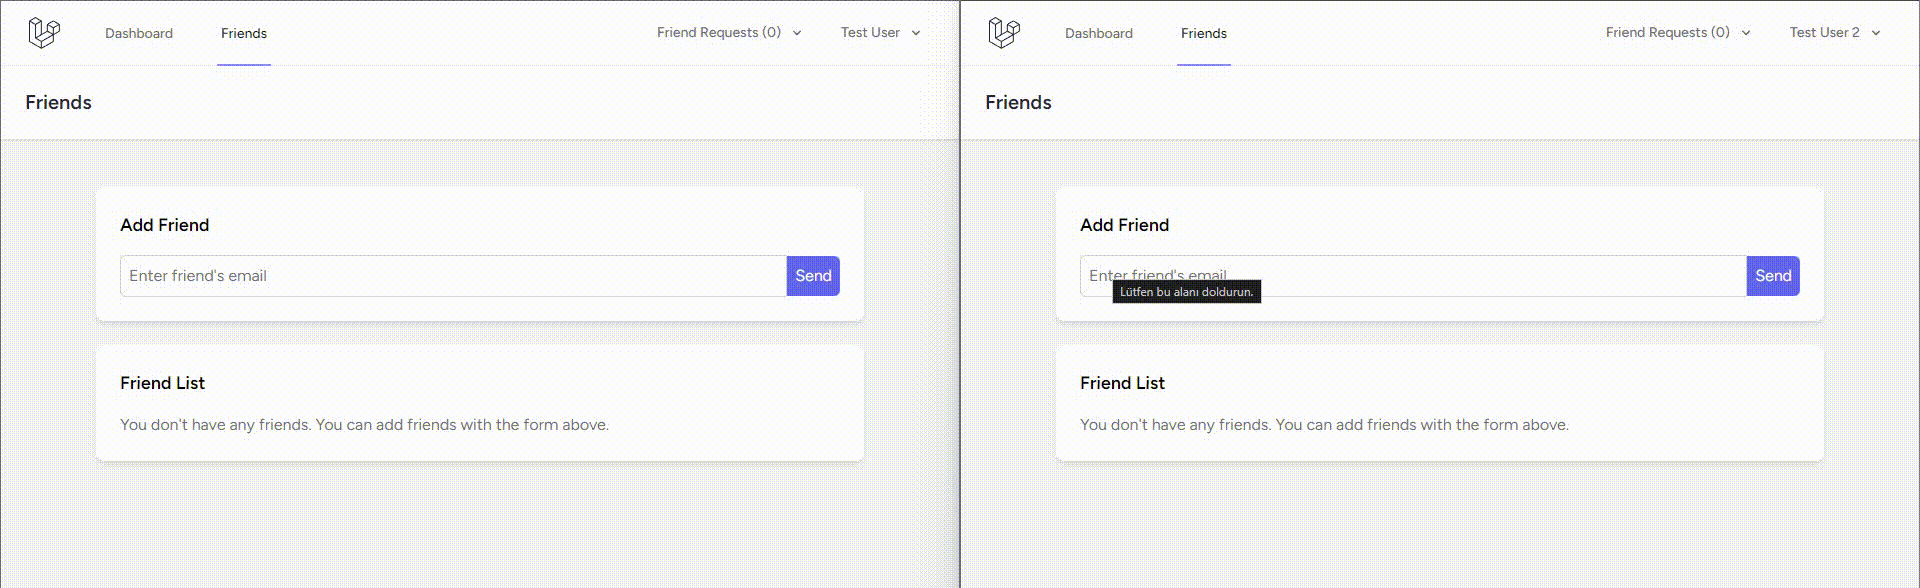 Dashboard Friends Friend Requests (0) Test User
Friends
Add Friend
Enter friend's email Send
Friend List
You don't have any friends. You can add friends with the form above.
Dashboard Friends Friend Requests (0) Test User 2
Friends
Add Friend
Enter friend's email Send
Lütfen bu alanı doldurun.
Friend List
You don't have any friends. You can add friends with the form above.